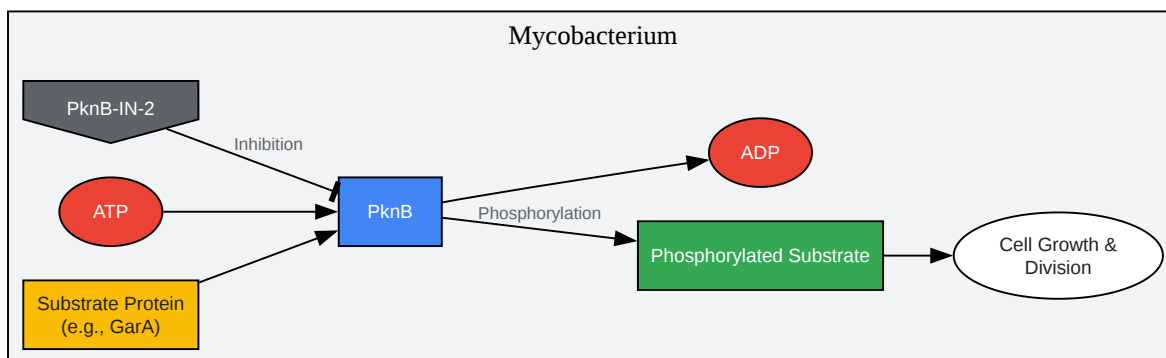 Mycobacterium
PknB-IN-2
Inhibition
ADP
ATP
PknB
Phosphorylation
Phosphorylated Substrate
Cell Growth &
Division
Substrate Protein
(e.g., GarA)